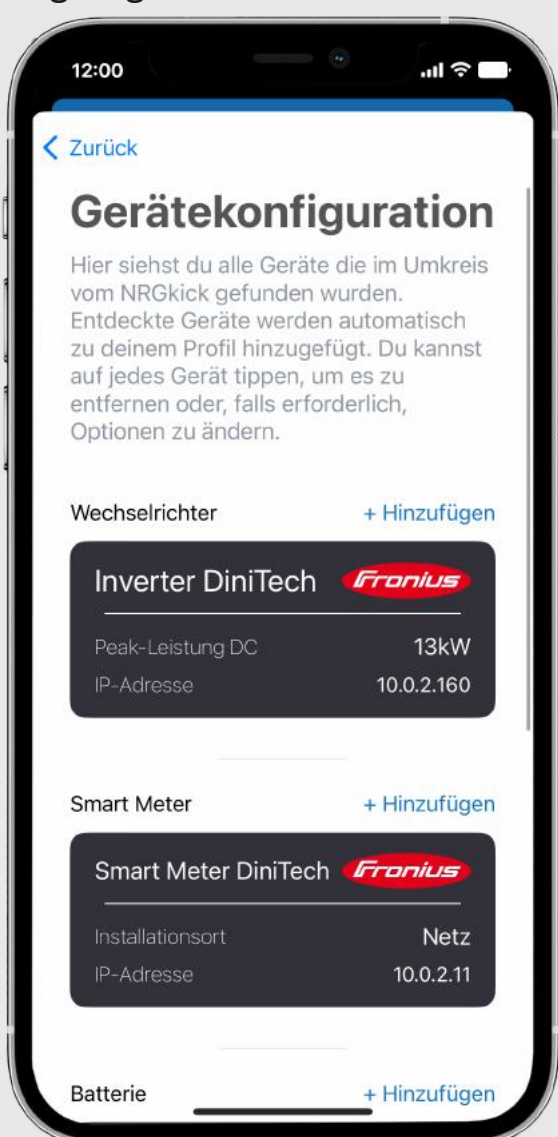 12:00
Zurück
Gerätekonfiguration
Hier siehst du alle Geräte die im Umkreis
vom NRGkick gefunden wurden.
Entdeckte Geräte werden automatisch
zu deinem Profil hinzugefügt. Du kannst
auf jedes Gerät tippen, um es zu
entfernen oder, falls erforderlich,
Optionen zu ändern.
Wechselrichter + Hinzufügen
Inverter DiniTech Fronius
Peak-Leistung DC 13kW
IP-Adresse 10.0.2.160
Smart Meter + Hinzufügen
Smart Meter DiniTech Fronius
Installationsort Netz
IP-Adresse 10.0.2.11
Batterie + Hinzufügen